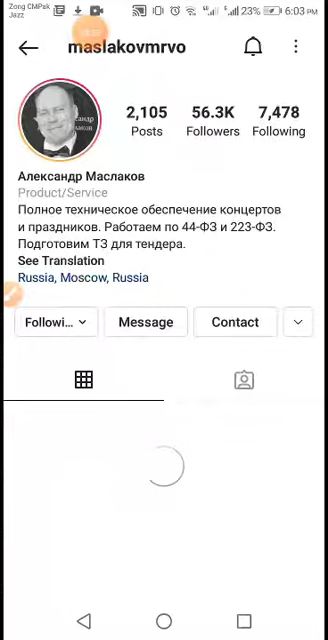 Zong CMPak
Jazz
23%
6:03 PM
maslakovmrvo
2,105
56.3K
7,478
Posts
Followers
Following
Александр Маслаков
Product/Service
Полное техническое обеспечение концертов
и праздников. Работаем по 44-ФЗ и 223-ФЗ.
Подготовим ТЗ для тендера.
See Translation
Russia, Moscow, Russia
Followi...
Message
Contact